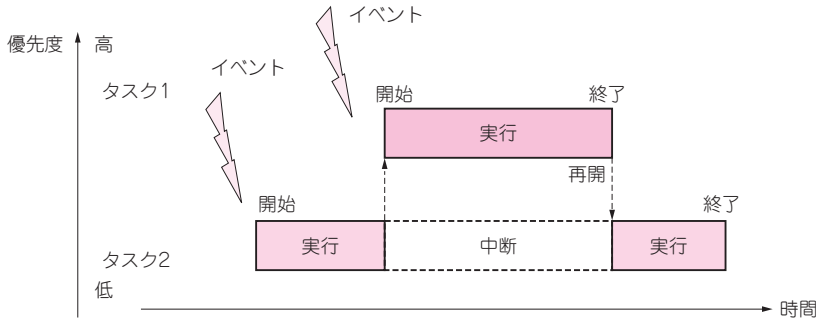 イベント
優先度 高
イベント
タスク1
開始
終了
実行
再開
開始
終了
実行
中断
実行
タスク2
低
時間